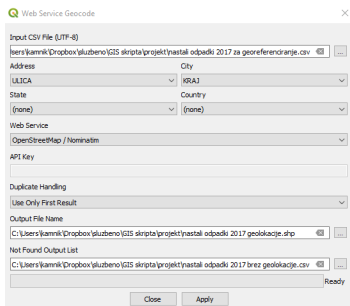 Web Service Geocode
Input CSV File (UTF-8)
sers\kamnik\Dropbox\sluzbeno\GIS skripta\projekt\nastali odpadki 2017 za georeferenciranje.csv ...
Address City
ULICA KRAJ
State Country
(none) (none)
Web Service
OpenStreetMap / Nominatim
API Key
Duplicate Handling
Use Only First Result
Output File Name
C:\Users\kamnik\Dropbox\sluzbeno\GIS skripta\projekt\nastali odpadki 2017 geolokacije.shp ...
Not Found Output List
C:\Users\kamnik\Dropbox\sluzbeno\GIS skripta\projekt\nastali odpadki 2017 brez geolokacije.csv ...
Ready
Close Apply